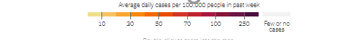 Average daily cases per 100,000 people in past week
10 30 50 70 100 250 Few or no
cases